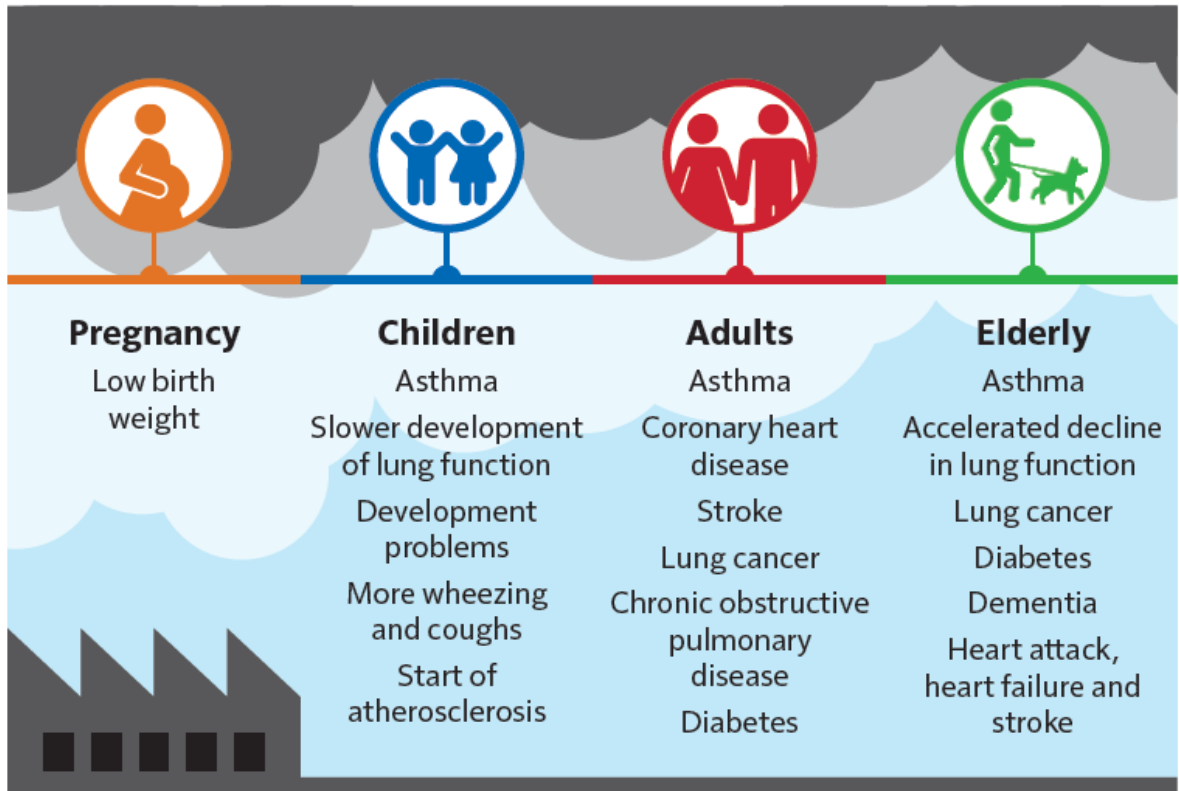 Pregnancy
Low birth
weight
Children
Asthma
Slower development
of lung function
Development
problems
More wheezing
and coughs
Start of
atherosclerosis
Adults
Asthma
Coronary heart
disease
Stroke
Lung cancer
Chronic obstructive
pulmonary
disease
Diabetes
Elderly
Asthma
Accelerated decline
in lung function
Lung cancer
Diabetes
Dementia
Heart attack,
heart failure and
stroke